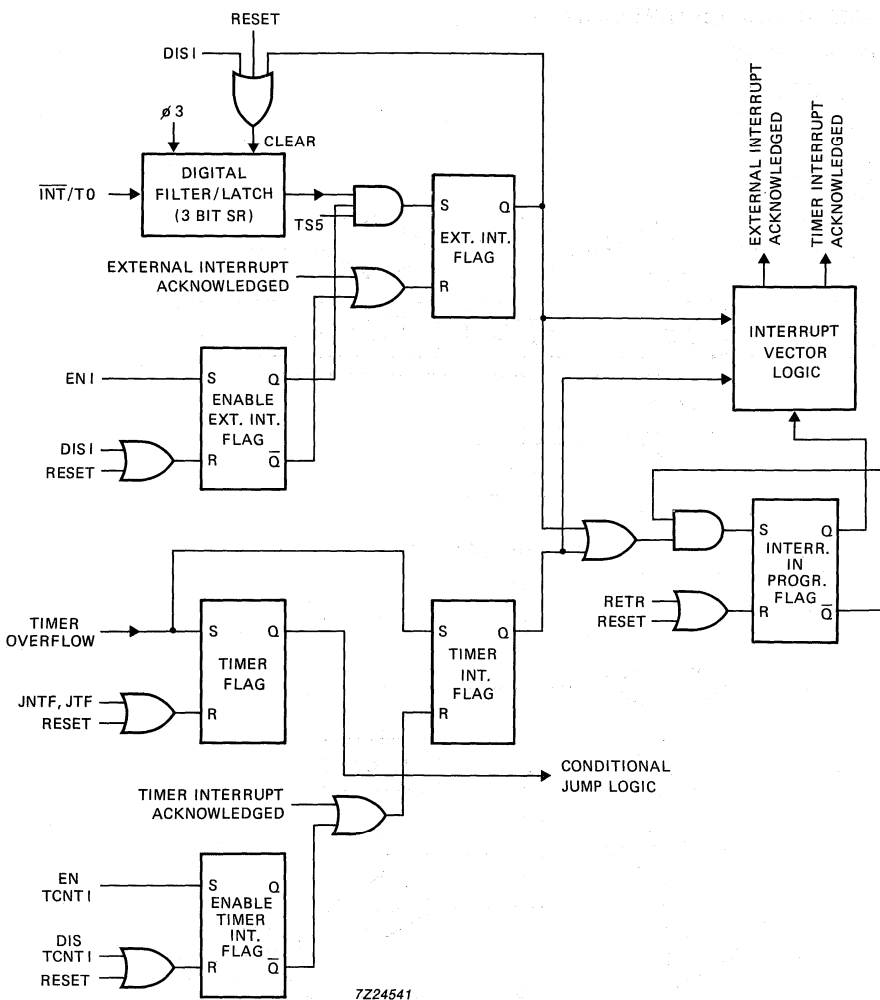 RESET
DIS I
ø3
CLEAR
DIGITAL
FILTER/LATCH
(3 BIT SR)
INT/T0
TS5
S
Q
EXT. INT.
FLAG
R
EXTERNAL INTERRUPT
ACKNOWLEDGED
EXTERNAL INTERRUPT
ACKNOWLEDGED
TIMER INTERRUPT
ACKNOWLEDGED
INTERRUPT
VECTOR
LOGIC
EN I
S
Q
ENABLE
EXT. INT.
FLAG
R
Q̅
DIS I
RESET
S
Q
INTERR.
IN
PROGR.
FLAG
R
Q̅
RETR
RESET
TIMER
OVERFLOW
S
Q
TIMER
FLAG
R
JNTF, JTF
RESET
S
Q
TIMER
INT.
FLAG
R
CONDITIONAL
JUMP LOGIC
TIMER INTERRUPT
ACKNOWLEDGED
EN
TCNT I
S
Q
ENABLE
TIMER
INT.
FLAG
R
Q̅
DIS
TCNT I
RESET
7Z24541